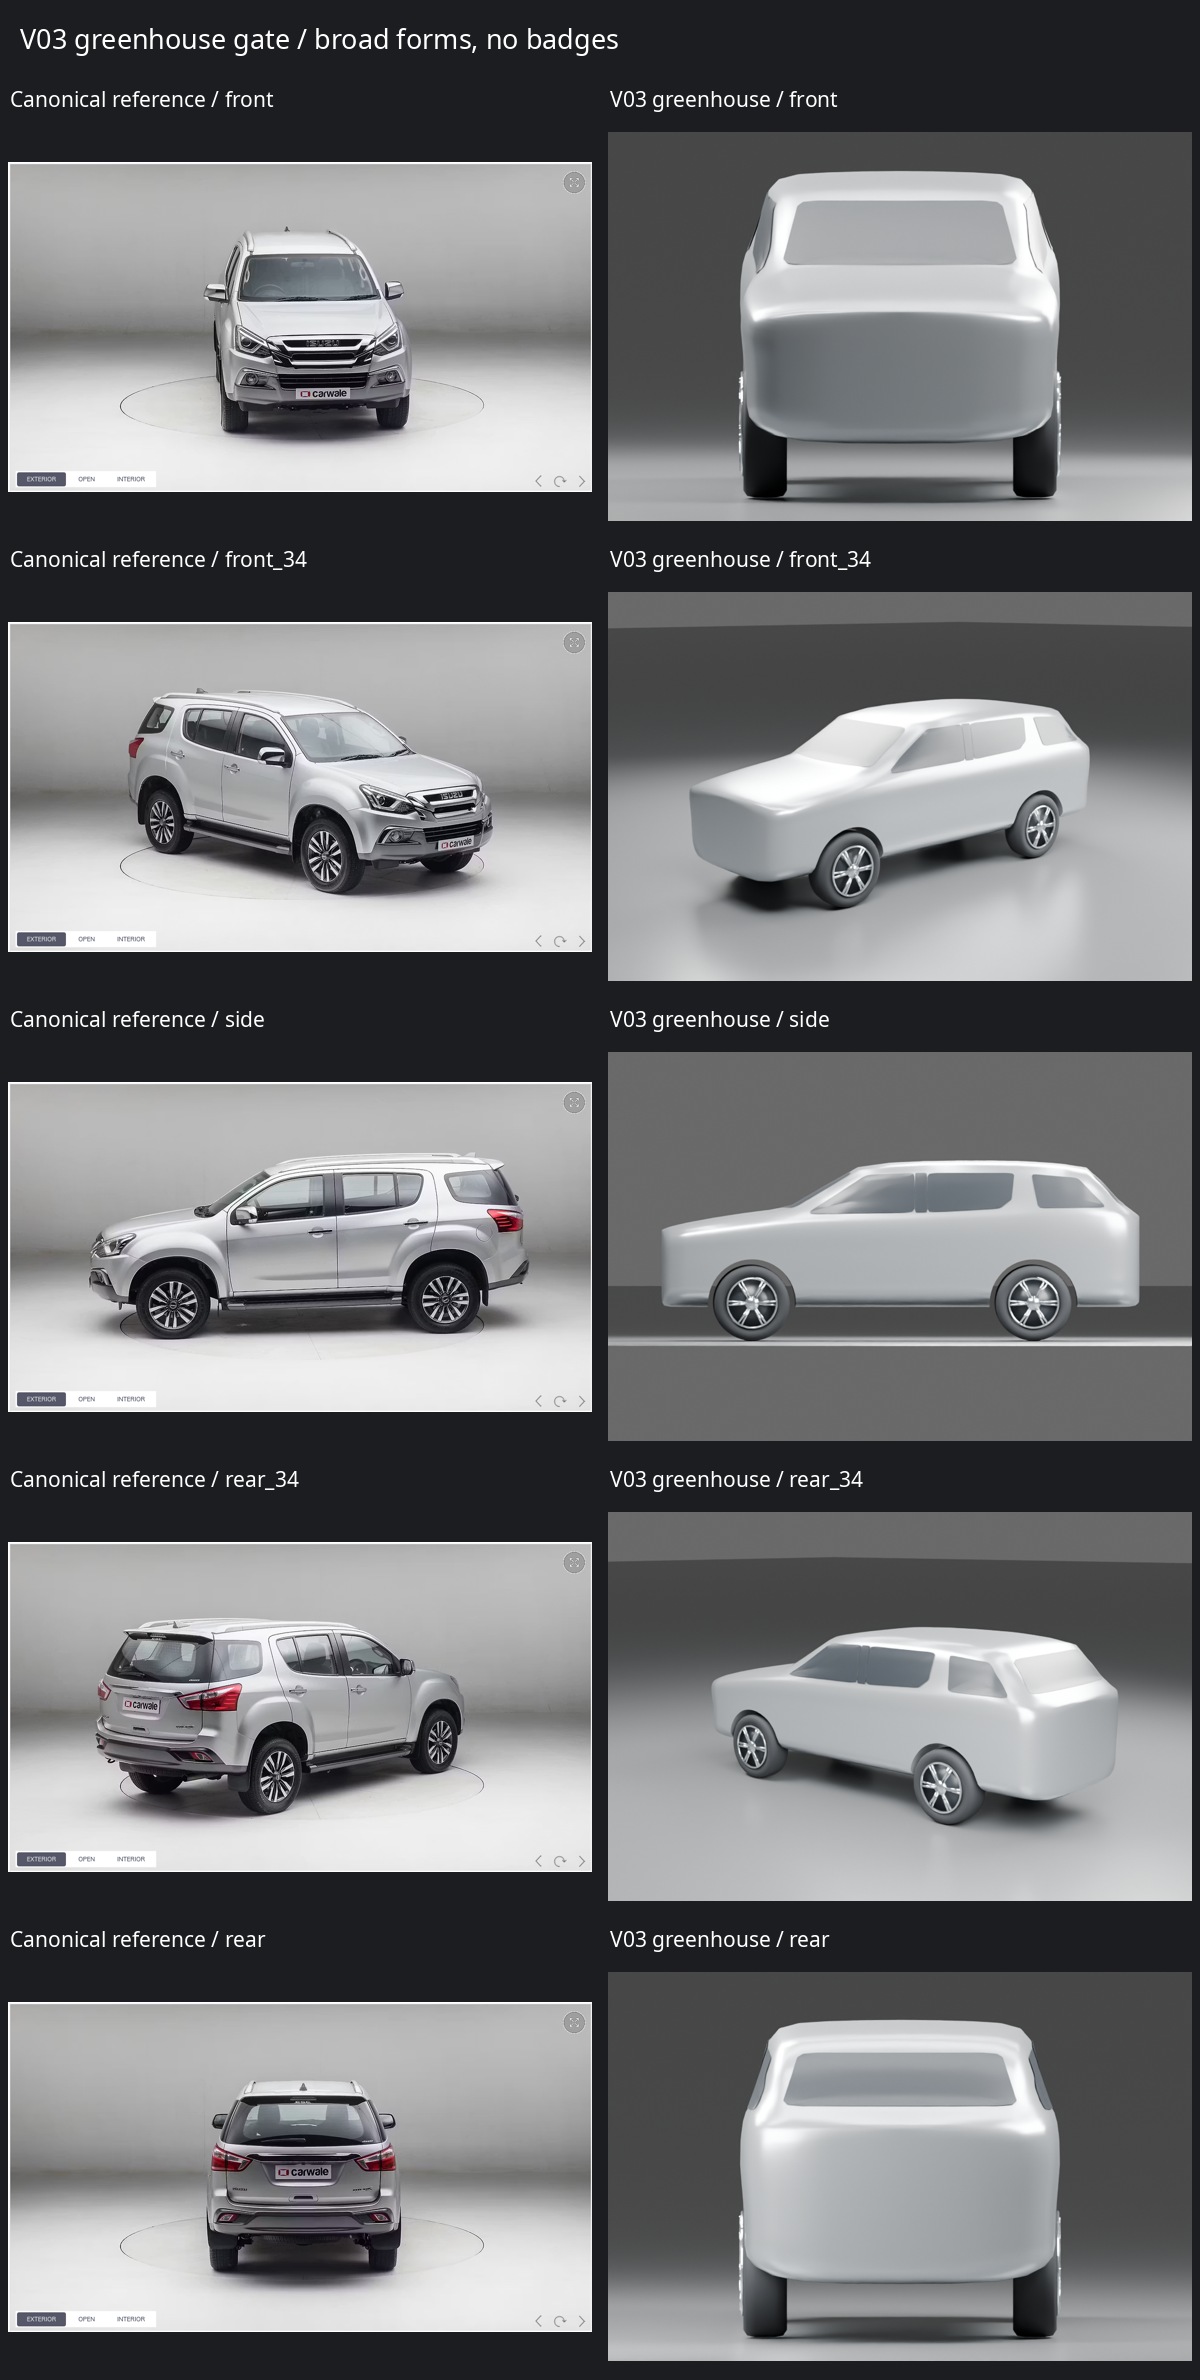 V03 greenhouse gate / broad forms, no badges
Canonical reference / front
V03 greenhouse / front
ISUZU
carwale
EXTERIOR OPEN INTERIOR
Canonical reference / front_34
V03 greenhouse / front_34
ISUZU
carwale
EXTERIOR OPEN INTERIOR
Canonical reference / side
V03 greenhouse / side
EXTERIOR OPEN INTERIOR
Canonical reference / rear_34
V03 greenhouse / rear_34
carwale
EXTERIOR OPEN INTERIOR
Canonical reference / rear
V03 greenhouse / rear
carwale
EXTERIOR OPEN INTERIOR